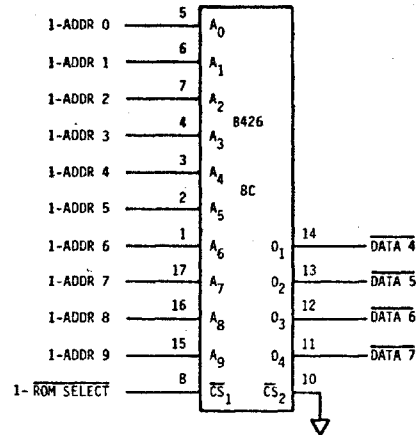 1-ADDR 0 5 A0
1-ADDR 1 6 A1
1-ADDR 2 7 A2
1-ADDR 3 4 A3
B426
1-ADDR 4 3 A4
8C
1-ADDR 5 2 A5
1-ADDR 6 1 A6 O1 14 DATA 4
1-ADDR 7 17 A7 O2 13 DATA 5
1-ADDR 8 16 A8 O3 12 DATA 6
1-ADDR 9 15 A9 O4 11 DATA 7
1-ROM SELECT 8 CS1 CS2 10